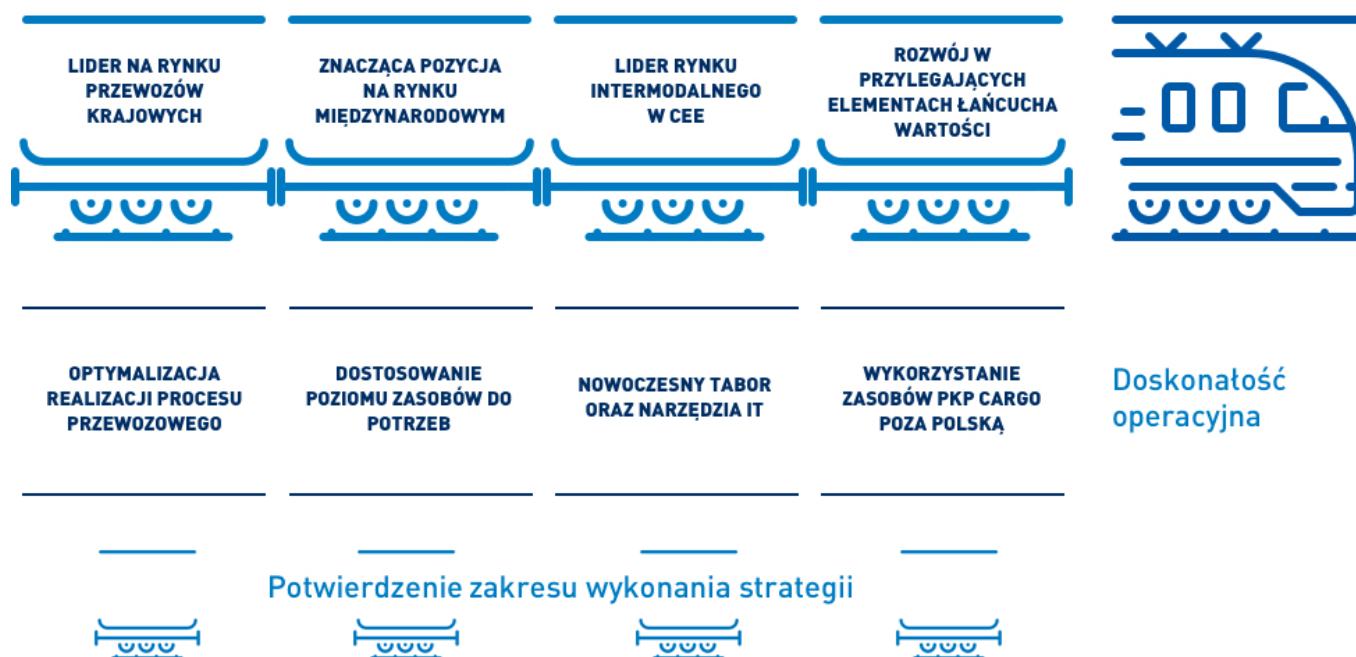 LIDER NA RYNKU
PRZEWOZÓW
KRAJOWYCH
ZNACZĄCA POZYCJA
NA RYNKU
MIĘDZYNARODOWYM
LIDER RYNKU
INTERMODALNEGO
W CEE
ROZWÓJ W
PRZYLEGAJĄCYCH
ELEMENTACH ŁAŃCUCHA
WARTOŚCI
OPTYMALIZACJA
REALIZACJI PROCESU
PRZEWOZOWEGO
DOSTOSOWANIE
POZIOMU ZASOBÓW DO
POTRZEB
NOWOCZESNY TABOR
ORAZ NARZĘDZIA IT
WYKORZYSTANIE
ZASOBÓW PKP CARGO
POZA POLSKĄ
Doskonałość
operacyjna
Potwierdzenie zakresu wykonania strategii